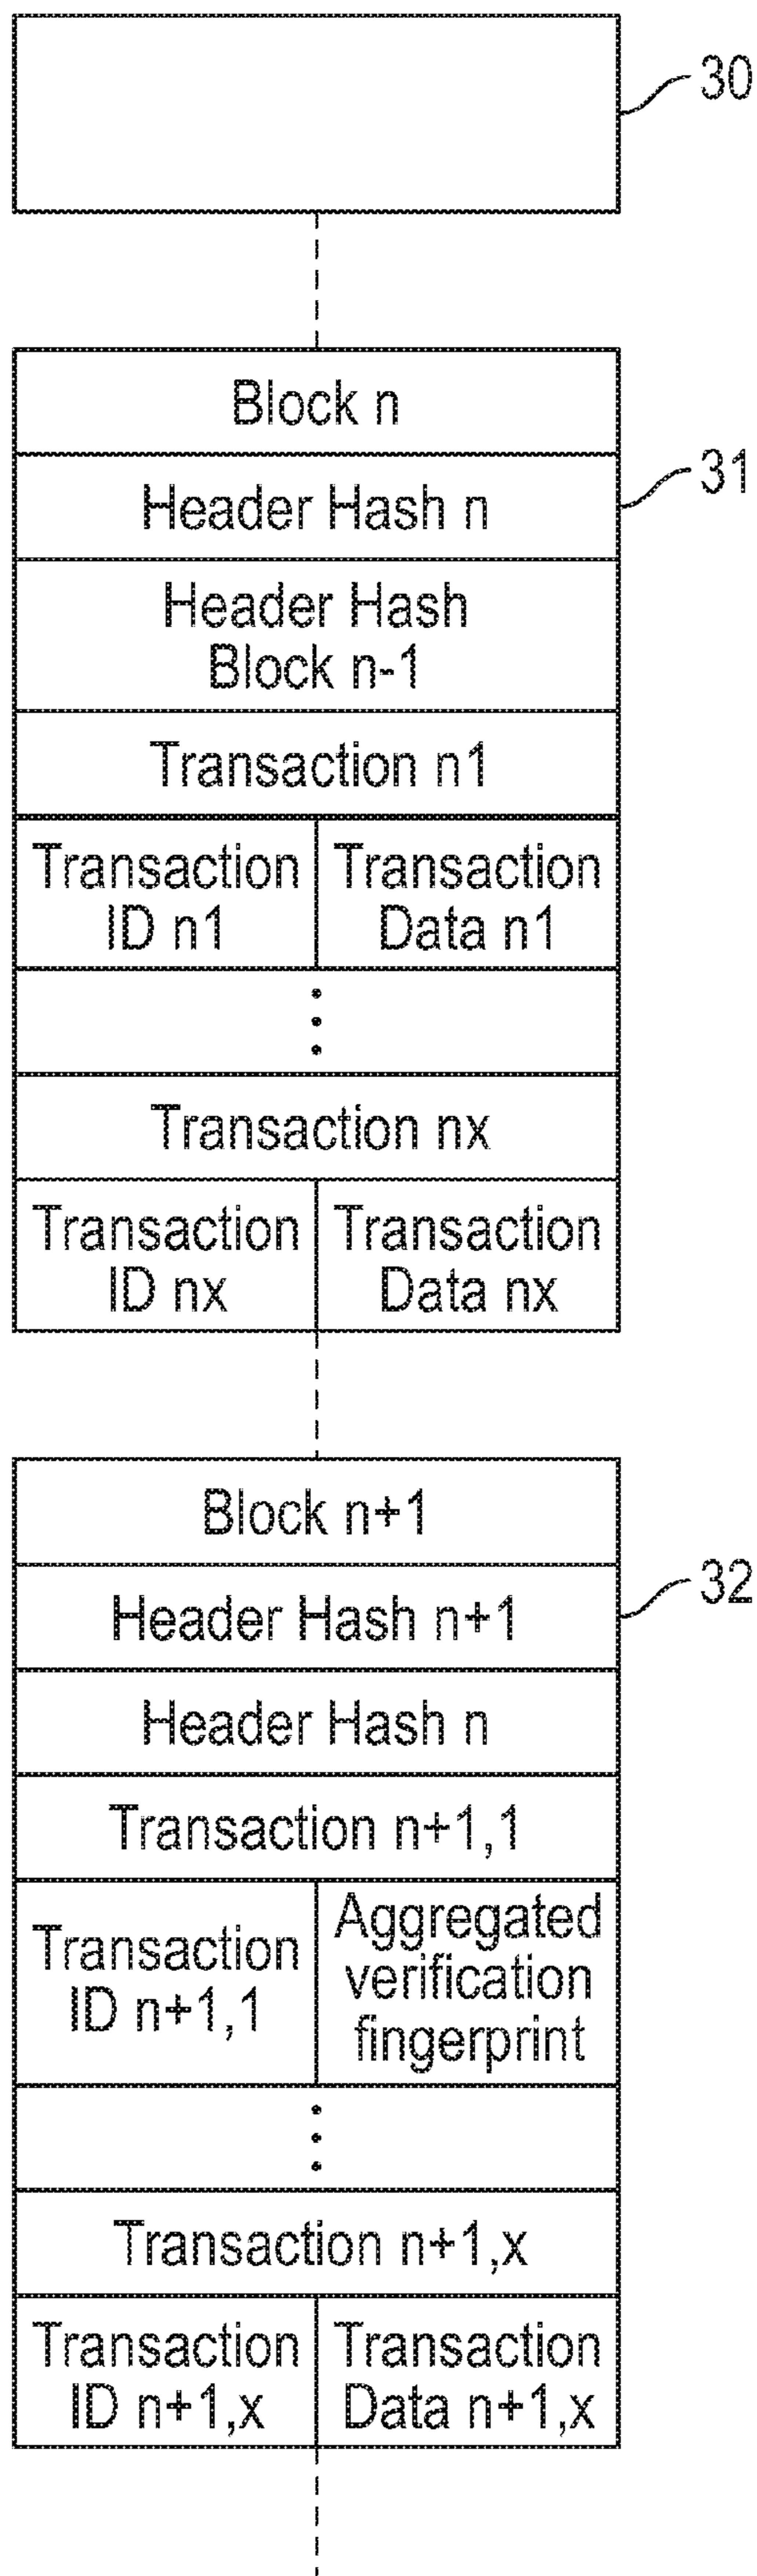 30
Block n
31
Header Hash n
Header Hash
Block n-1
Transaction n1
Transaction
ID n1
Transaction
Data n1
Transaction nx
Transaction
ID nx
Transaction
Data nx
Block n+1
32
Header Hash n+1
Header Hash n
Transaction n+1,1
Transaction
ID n+1,1
Aggregated
verification
fingerprint
Transaction n+1,x
Transaction
ID n+1,x
Transaction
Data n+1,x